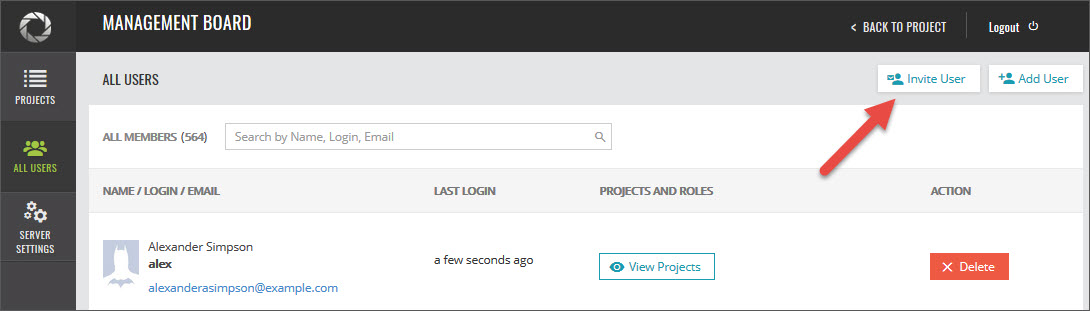 MANAGEMENT BOARD
< BACK TO PROJECT
Logout
PROJECTS
ALL USERS
SERVER
SETTINGS
ALL USERS
Invite User
Add User
ALL MEMBERS (564)
Search by Name, Login, Email
NAME / LOGIN / EMAIL
LAST LOGIN
PROJECTS AND ROLES
ACTION
Alexander Simpson
alex
alexanderasimpson@example.com
a few seconds ago
View Projects
Delete